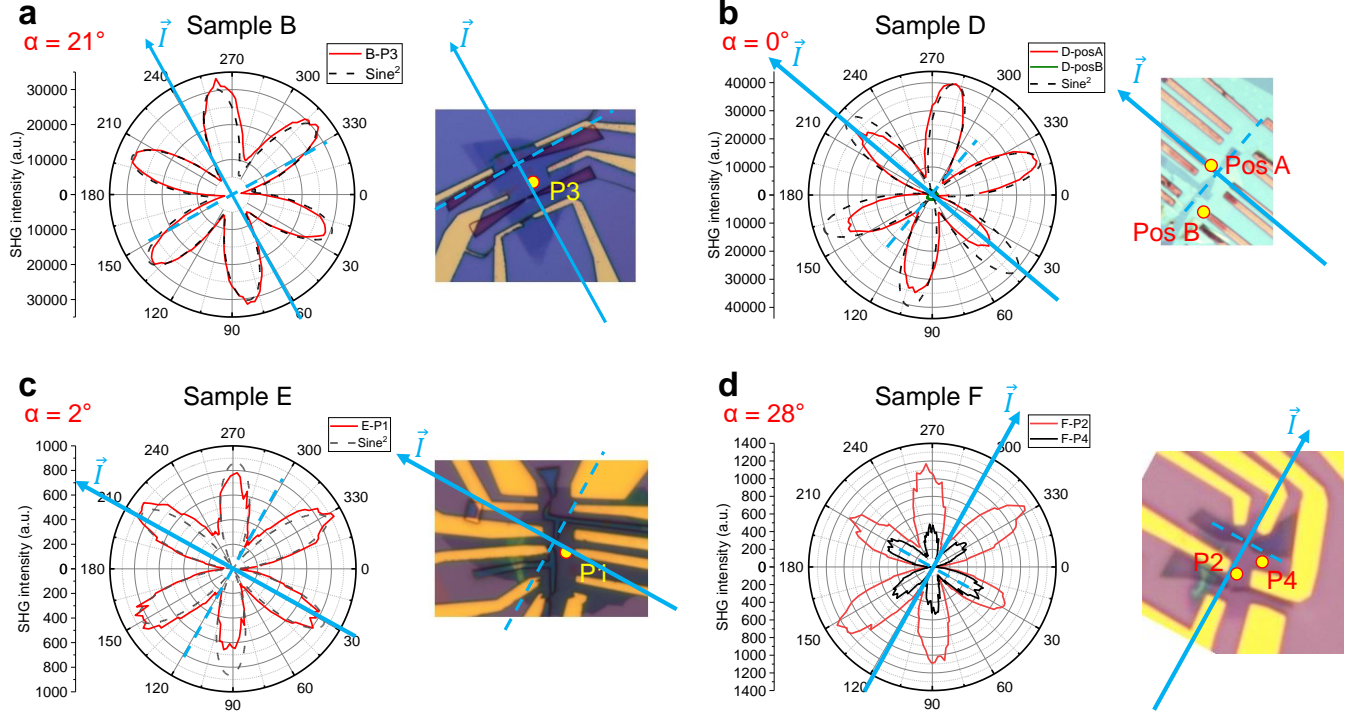 a
Sample B
α = 21°
I
B-P3
Sine²
SHG intensity (a.u.)
30000
20000
10000
0
10000
20000
30000
270
300
330
0
30
60
90
120
150
180
210
240
P3
b
Sample D
α = 0°
I
D-posA
D-posB
Sine²
SHG intensity (a.u.)
40000
30000
20000
10000
0
10000
20000
30000
40000
270
300
330
0
30
60
90
120
150
180
210
240
Pos A
Pos B
c
Sample E
α = 2°
I
E-P1
Sine²
SHG intensity (a.u.)
1000
800
600
400
200
0
200
400
600
800
1000
270
300
330
0
30
60
90
120
150
180
210
240
I
P1
d
Sample F
α = 28°
I
F-P2
F-P4
SHG intensity (a.u.)
1400
1200
1000
800
600
400
200
0
200
400
600
800
1000
1200
1400
270
300
330
0
30
60
90
120
150
180
210
240
I
P2
P4